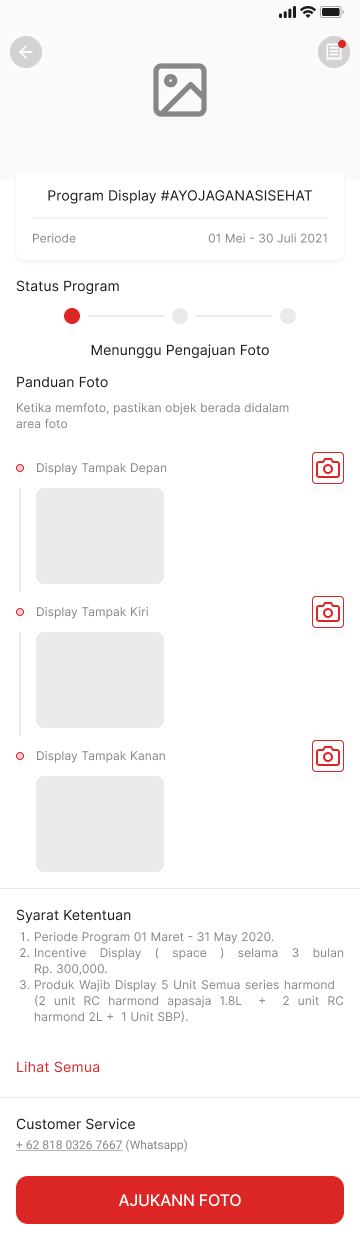 Program Display #AYOJAGANASISEHAT
Periode 01 Mei - 30 Juli 2021
Status Program
Menunggu Pengajuan Foto
Panduan Foto
Ketika memfoto, pastikan objek berada didalam
area foto
Display Tampak Depan
Display Tampak Kiri
Display Tampak Kanan
Syarat Ketentuan
1. Periode Program 01 Maret - 31 May 2020.
2. Incentive Display ( space ) selama 3 bulan
Rp. 300,000.
3. Produk Wajib Display 5 Unit Semua series harmond
(2 unit RC harmond apasaja 1.8L + 2 unit RC
harmond 2L + 1 Unit SBP).
Lihat Semua
Customer Service
+ 62 818 0326 7667 (Whatsapp)
AJUKANN FOTO